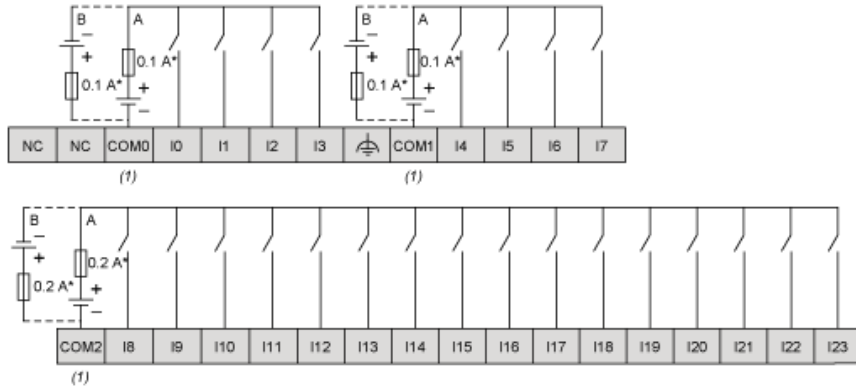 B A B A
− −
+ +
0.1 A* 0.1 A*
0.1 A* + 0.1 A* +
− −
NC NC COM0 I0 I1 I2 I3 COM1 I4 I5 I6 I7
(1) (1)
B A
−
+
0.2 A*
0.2 A* +
−
COM2 I8 I9 I10 I11 I12 I13 I14 I15 I16 I17 I18 I19 I20 I21 I22 I23
(1)